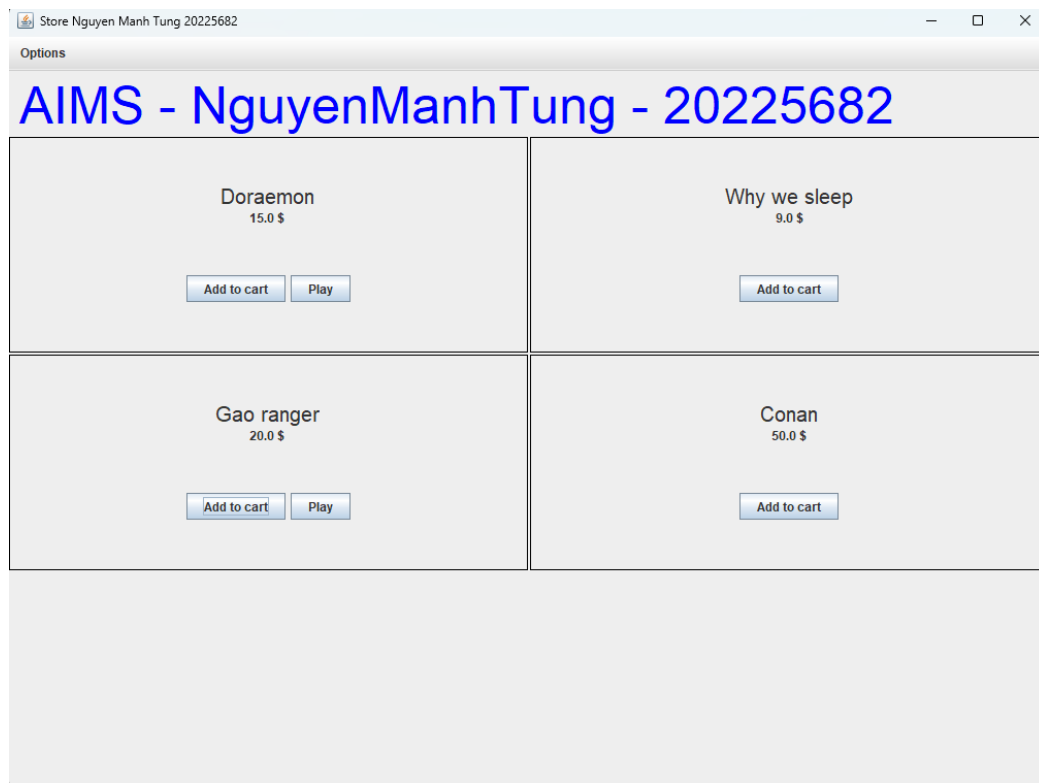 Store Nguyen Manh Tung 20225682
Options
AIMS - NguyenManhTung - 20225682
Doraemon
15.0 $
Add to cart Play
Why we sleep
9.0 $
Add to cart
Gao ranger
20.0 $
Add to cart Play
Conan
50.0 $
Add to cart